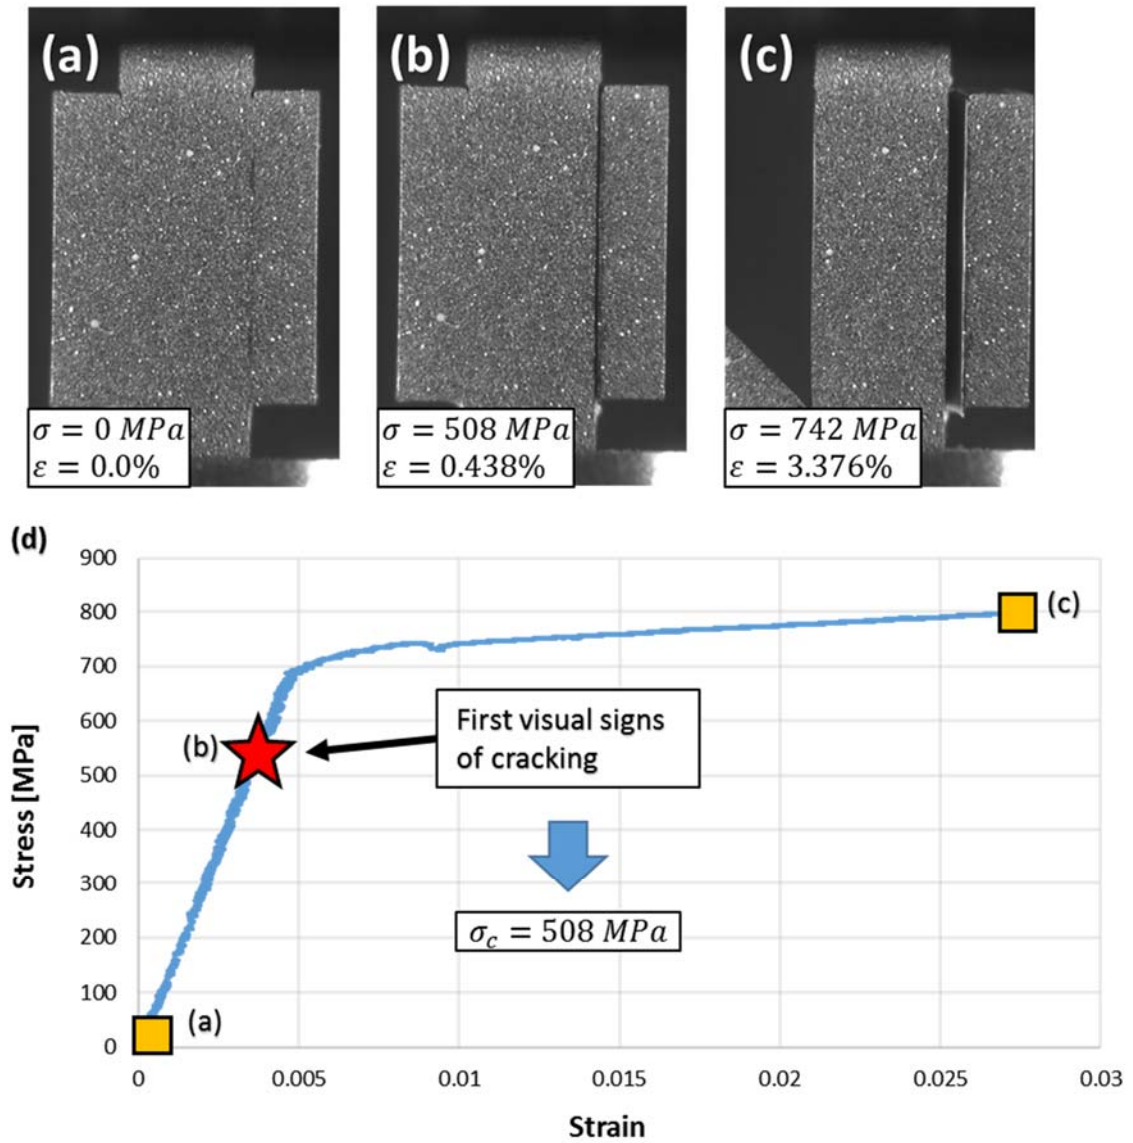 (a)
(b)
(c)
σ = 0 MPa
ε = 0.0%
σ = 508 MPa
ε = 0.438%
σ = 742 MPa
ε = 3.376%
(d)
900
800
700
600
500
400
300
200
100
0
Stress [MPa]
(c)
First visual signs
of cracking
(b)
σc = 508 MPa
(a)
0
0.005
0.01
0.015
0.02
0.025
0.03
Strain